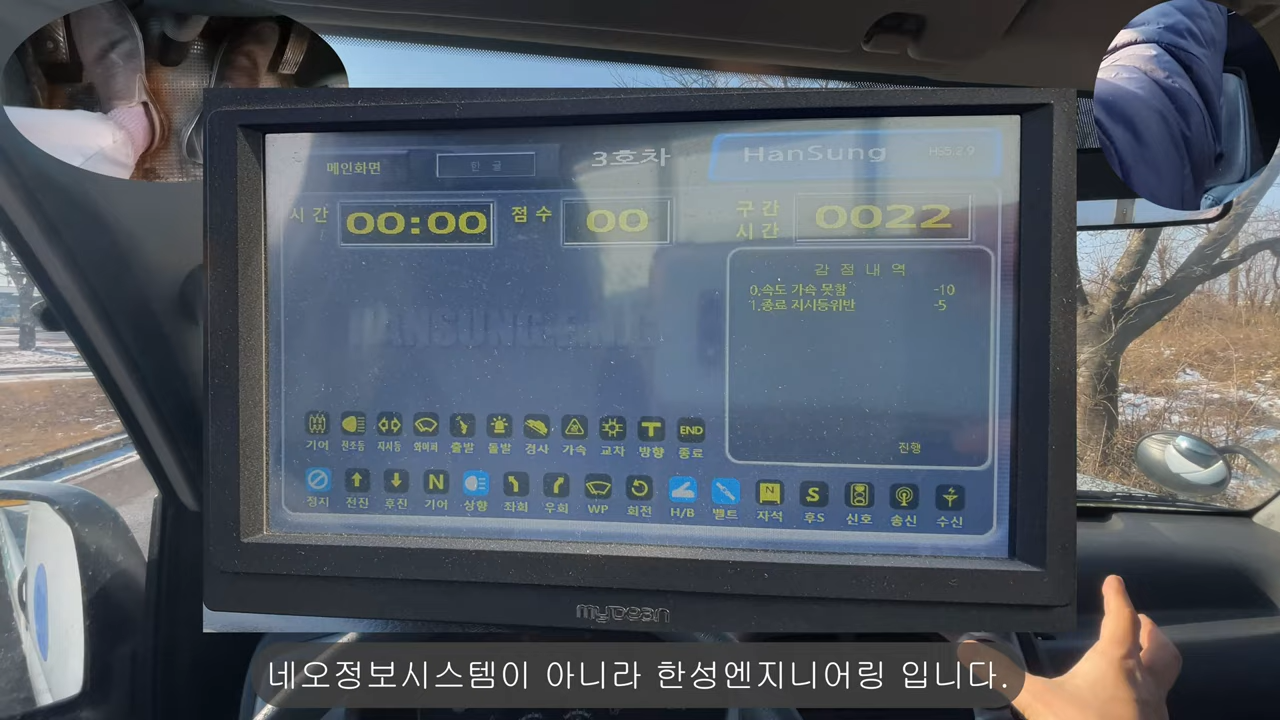 메인화면
한 글
3호차
HanSung
HS5.2.9
시 간
00:00
점 수
00
구 간
시 간
0022
감 점 내 역
0.속도 가속 못함 -10
1.종료 지시등위반 -5
HANSUNG ENG
진행
END
기어 전조등 지시등 와이퍼 출발 돌발 경사 가속 교차 방향 종료
N N S
정지 전진 후진 기어 상향 좌회 우회 WP 회전 H/B 벨트 자석 후S 신호 송신 수신
mydean
네오정보시스템이 아니라 한성엔지니어링 입니다.